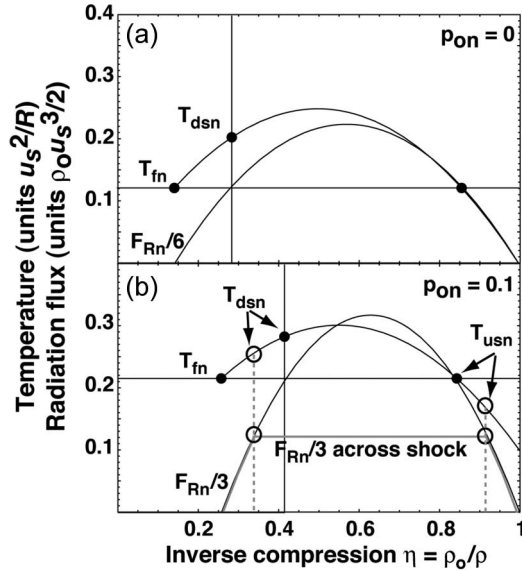 0.4
(a)
p_on = 0
0.3
T_dsn
0.2
T_fn
0.1
F_Rn/6
(b)
p_on = 0.1
T_dsn
0.3
T_usn
T_fn
0.2
F_Rn/3 across shock
0.1
F_Rn/3
0.2 0.4 0.6 0.8 1
Inverse compression η = ρ_o/ρ
Temperature (units u_s^2/R)
Radiation flux (units ρ_o u_s^3/2)